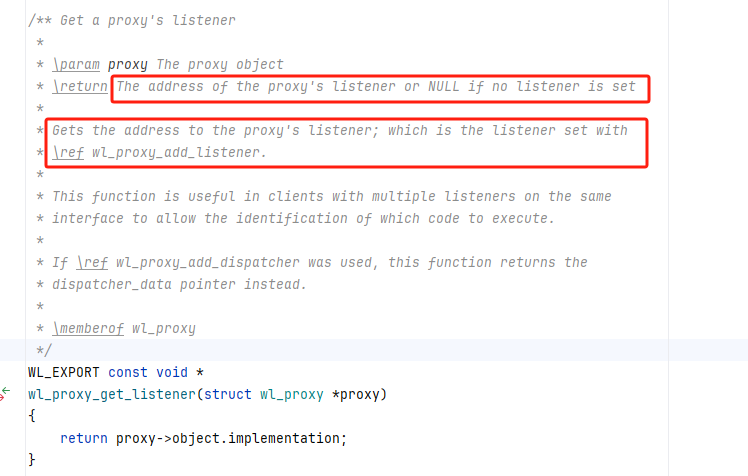 /** Get a proxy's listener
*
* \param proxy The proxy object
* \return The address of the proxy's listener or NULL if no listener is set
*
* Gets the address to the proxy's listener; which is the listener set with
* \ref wl_proxy_add_listener.
*
* This function is useful in clients with multiple listeners on the same
* interface to allow the identification of which code to execute.
*
* If \ref wl_proxy_add_dispatcher was used, this function returns the
* dispatcher_data pointer instead.
*
* \memberof wl_proxy
*/
WL_EXPORT const void *
wl_proxy_get_listener(struct wl_proxy *proxy)
{
return proxy->object.implementation;
}